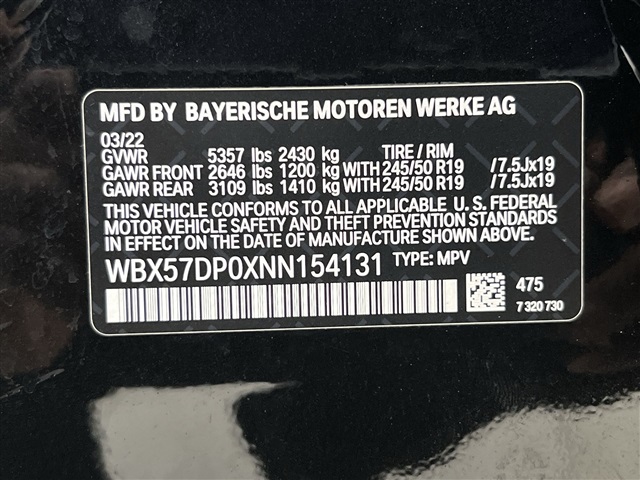 MFD BY BAYERISCHE MOTOREN WERKE AG
03/22
GVWR 5357 lbs 2430 kg TIRE / RIM
GAWR FRONT 2646 lbs 1200 kg WITH 245/50 R19 /7.5Jx19
GAWR REAR 3109 lbs 1410 kg WITH 245/50 R19 /7.5Jx19
THIS VEHICLE CONFORMS TO ALL APPLICABLE U. S. FEDERAL
MOTOR VEHICLE SAFETY AND THEFT PREVENTION STANDARDS
IN EFFECT ON THE DATE OF MANUFACTURE SHOWN ABOVE.
WBX57DP0XNN154131 TYPE: MPV
475
7 320 730